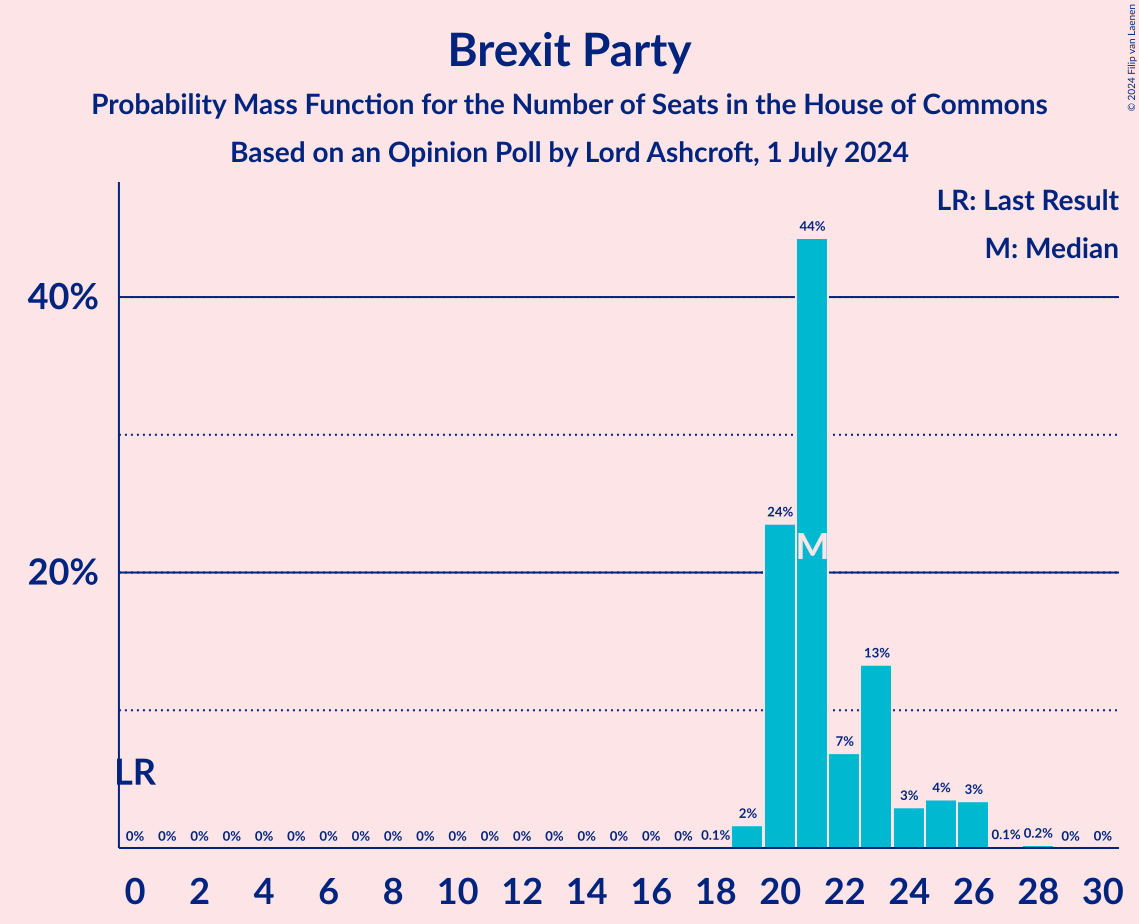 Brexit Party
Probability Mass Function for the Number of Seats in the House of Commons
Based on an Opinion Poll by Lord Ashcroft, 1 July 2024
© 2024 Filip van Laenen
LR: Last Result
M: Median
40%
20%
44%
24%
M
13%
7%
LR
2%
3%
4%
3%
0% 0% 0% 0% 0% 0% 0% 0% 0% 0% 0% 0% 0% 0% 0% 0% 0% 0% 0.1% 0.1% 0.2% 0% 0%
0 2 4 6 8 10 12 14 16 18 20 22 24 26 28 30